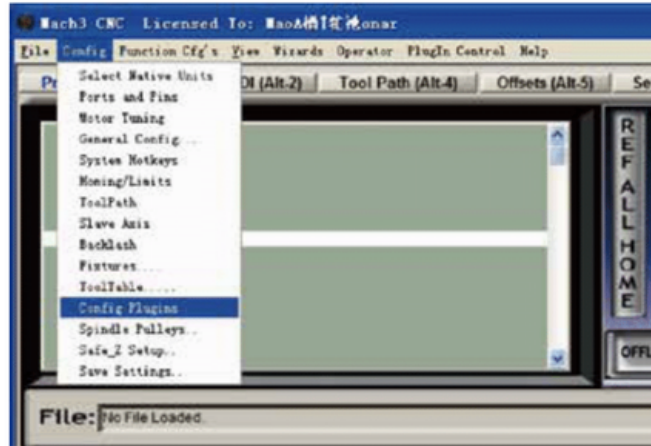 Mach3 CNC Licensed To:
File Config Function Cfg's View Wizards Operator PlugIn Control Help
DI (Alt-2) Tool Path (Alt-4) Offsets (Alt-5) Se
Select Native Units
Ports and Pins
Motor Tuning
General Config...
System Hotkeys
Homing/Limits
ToolPath
Slave Axis
Backlash
Fixtures....
ToolTable.....
Config Plugins
Spindle Pulleys..
Safe_Z Setup..
Save Settings..
REF ALL HOME
OFFL
File: No File Loaded.